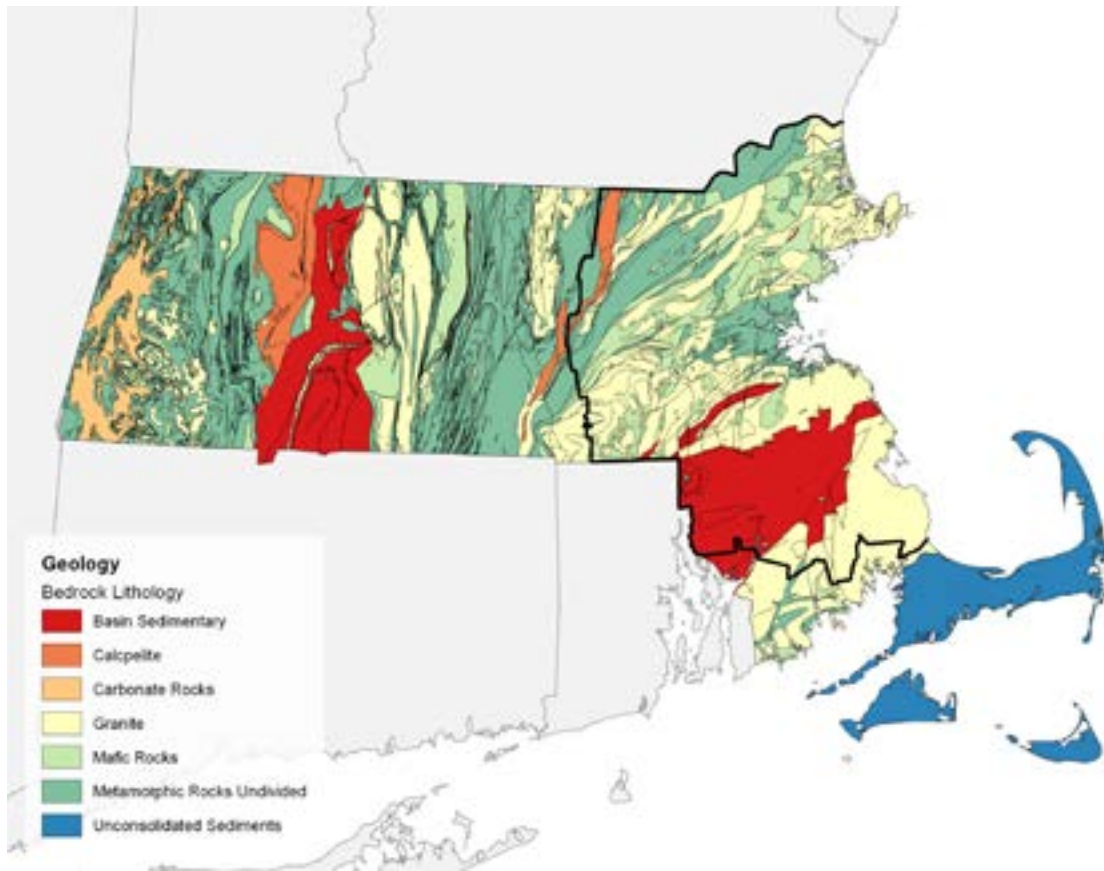 Geology
Bedrock Lithology
Basin Sedimentary
Calcpelite
Carbonate Rocks
Granite
Mafic Rocks
Metamorphic Rocks Undivided
Unconsolidated Sediments